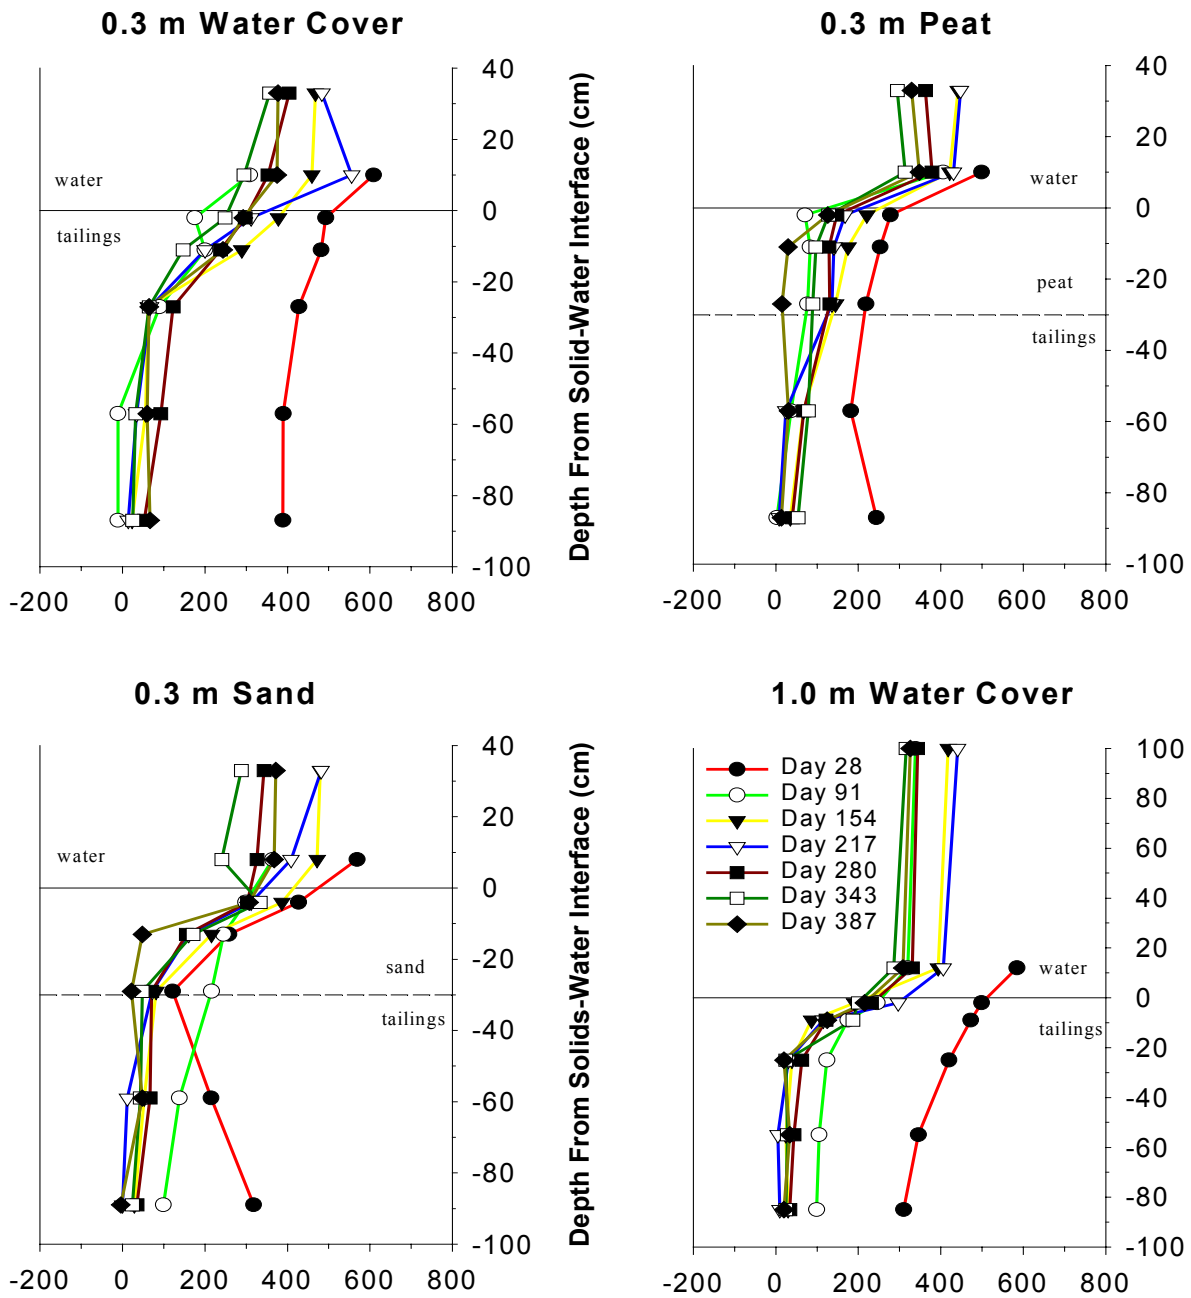 0.3 m Water Cover
0.3 m Peat
40
20
0
-20
-40
-60
-80
-100
water
tailings
-200 0 200 400 600 800
Depth From Solid-Water Interface (cm)
40
20
0
-20
-40
-60
-80
-100
water
peat
tailings
-200 0 200 400 600 800
0.3 m Sand
1.0 m Water Cover
40
20
0
-20
-40
-60
-80
-100
water
sand
tailings
-200 0 200 400 600 800
Depth From Solids-Water Interface (cm)
Day 28
Day 91
Day 154
Day 217
Day 280
Day 343
Day 387
100
80
60
40
20
0
-20
-40
-60
-80
-100
water
tailings
-200 0 200 400 600 800